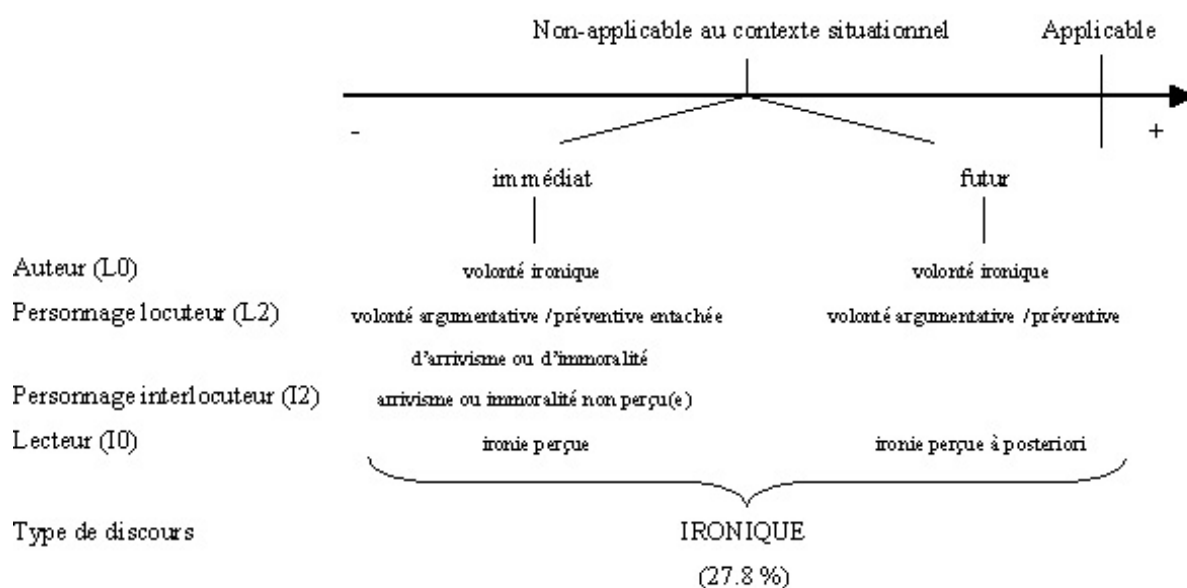 Non-applicable au contexte situationnel Applicable
- +
immédiat futur
Auteur (L0) volonté ironique volonté ironique
Personnage locuteur (L2) volonté argumentative /préventive entachée volonté argumentative /préventive
d'arrivisme ou d'immoralité
Personnage interlocuteur (I2) arrivisme ou immoralité non perçu(e)
Lecteur (I0) ironie perçue ironie perçue à posteriori
Type de discours IRONIQUE
(27.8 %)